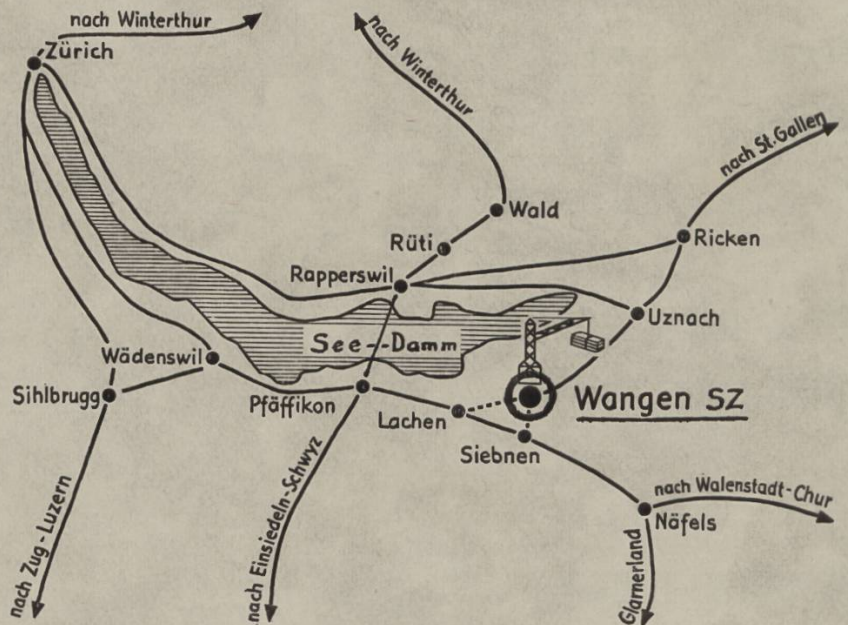 nach Winterthur
Zürich
nach Winterthur
nach St.Gallen
Wald
Rüti
Ricken
Rapperswil
Uznach
See--Damm
Wädenswil
Sihlbrugg
Pfäffikon
Wangen SZ
Lachen
Siebnen
nach Walenstadt-Chur
Näfels
nach Zug-Luzern
nach Einsiedeln-Schwyz
Glarnerland